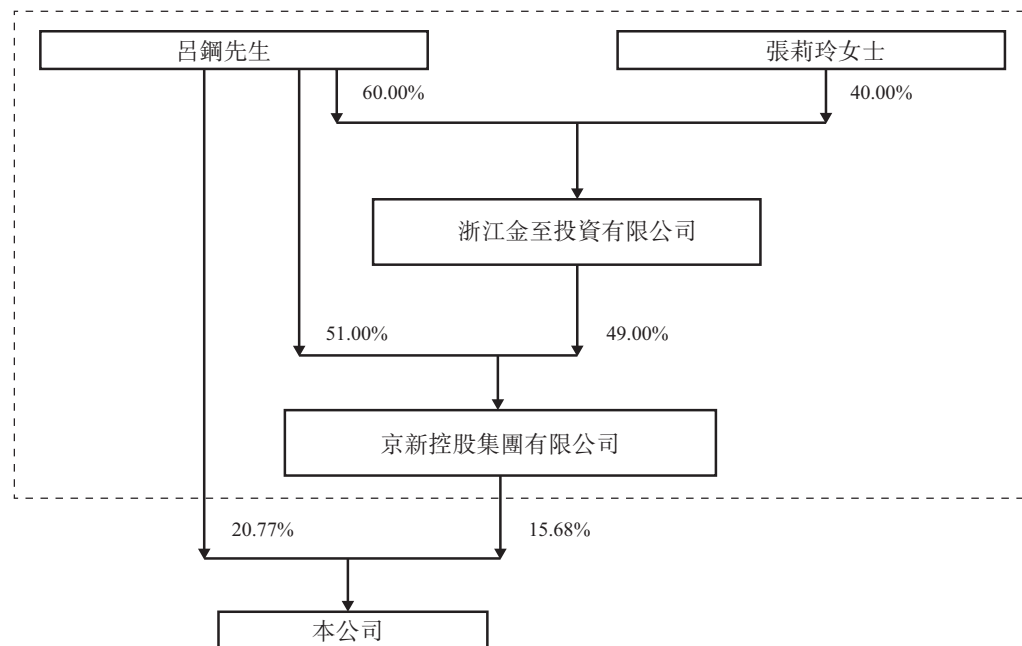 呂鋼先生
張莉玲女士
60.00%
40.00%
浙江金至投資有限公司
51.00%
49.00%
京新控股集團有限公司
20.77%
15.68%
本公司